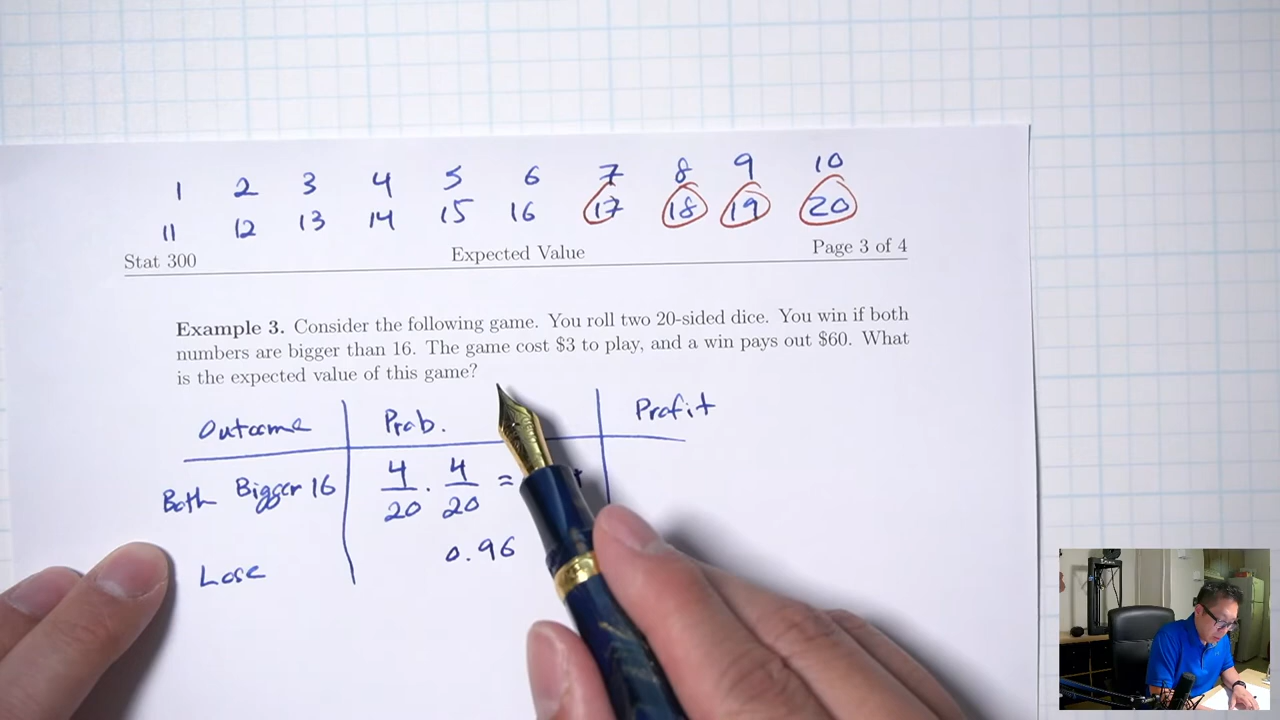 1 2 3 4 5 6 7 8 9 10
11 12 13 14 15 16 17 18 19 20
Stat 300 Expected Value Page 3 of 4
Example 3. Consider the following game. You roll two 20-sided dice. You win if both
numbers are bigger than 16. The game cost $3 to play, and a win pays out $60. What
is the expected value of this game?
Outcome Prob. Profit
Both Bigger 16 4/20 . 4/20 =
0.96
Lose